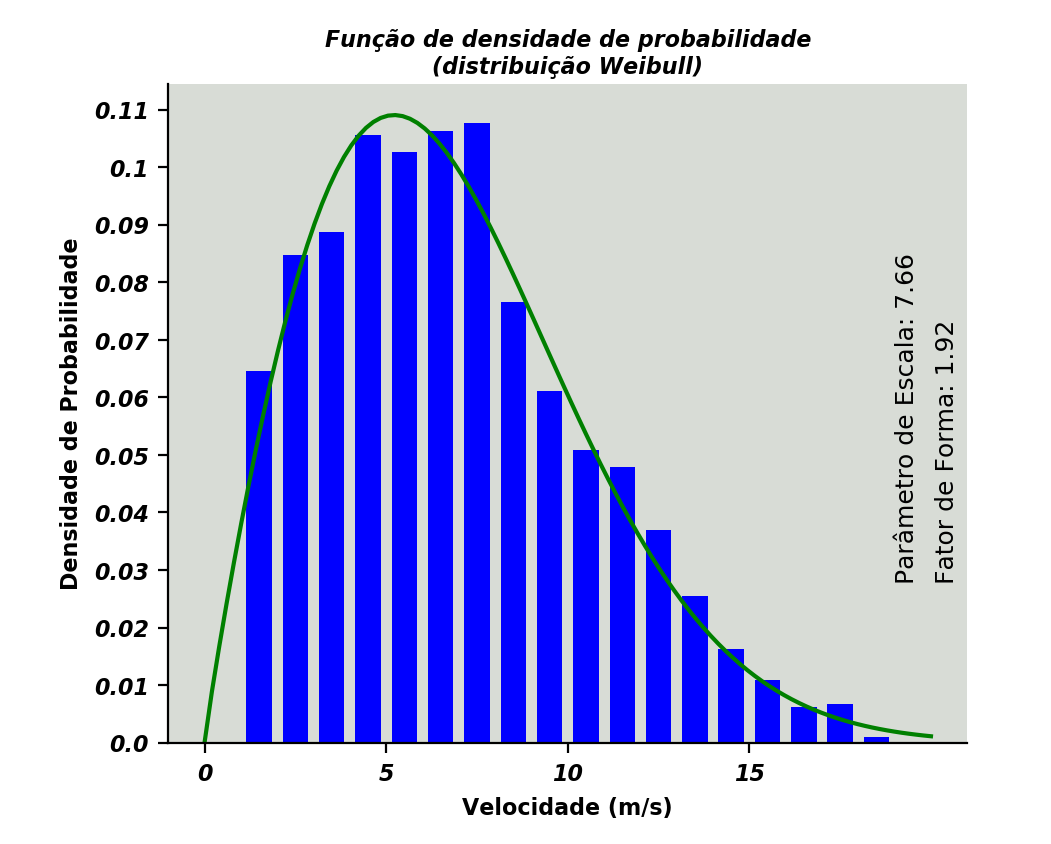 Função de densidade de probabilidade
(distribuição Weibull)
Densidade de Probabilidade
0.11
0.1
0.09
0.08
0.07
0.06
0.05
0.04
0.03
0.02
0.01
0.0
0 5 10 15
Velocidade (m/s)
Parâmetro de Escala: 7.66
Fator de Forma: 1.92